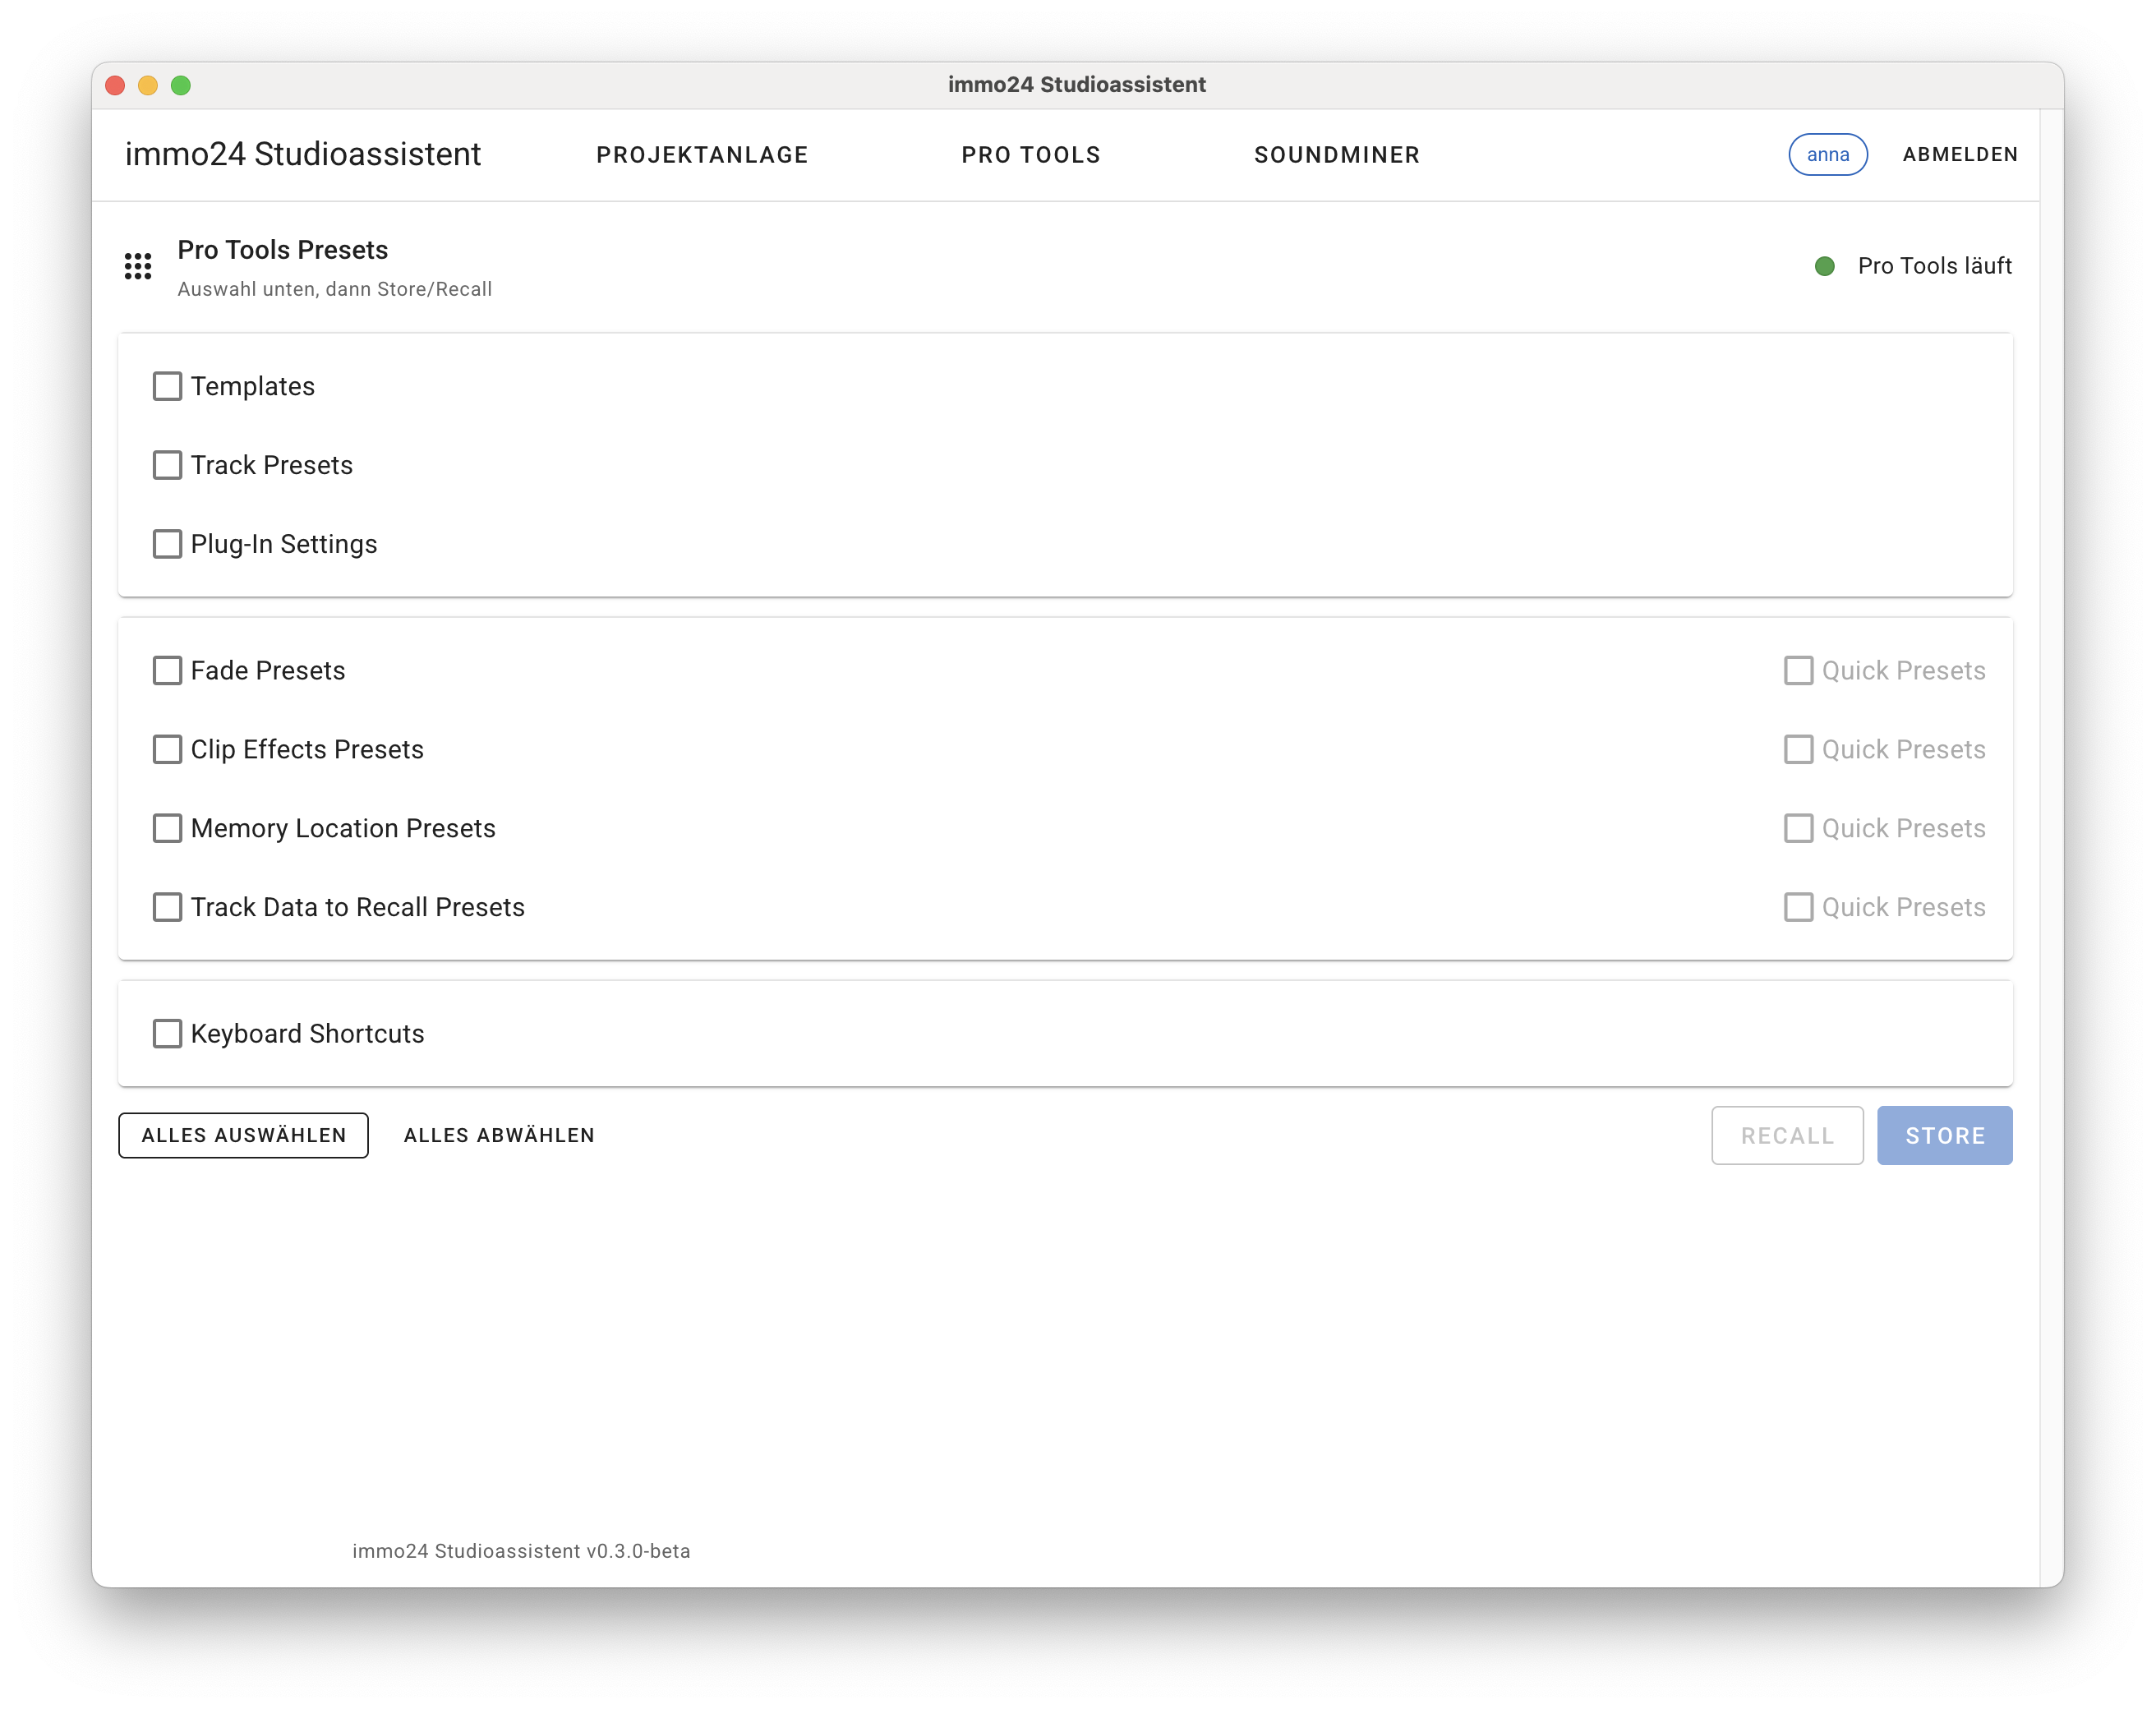 immo24 Studioassistent
immo24 Studioassistent PROJEKTANLAGE PRO TOOLS SOUNDMINER anna ABMELDEN
Pro Tools Presets
Auswahl unten, dann Store/Recall
Pro Tools läuft
Templates
Track Presets
Plug-In Settings
Fade Presets Quick Presets
Clip Effects Presets Quick Presets
Memory Location Presets Quick Presets
Track Data to Recall Presets Quick Presets
Keyboard Shortcuts
ALLES AUSWÄHLEN ALLES ABWÄHLEN RECALL STORE
immo24 Studioassistent v0.3.0-beta